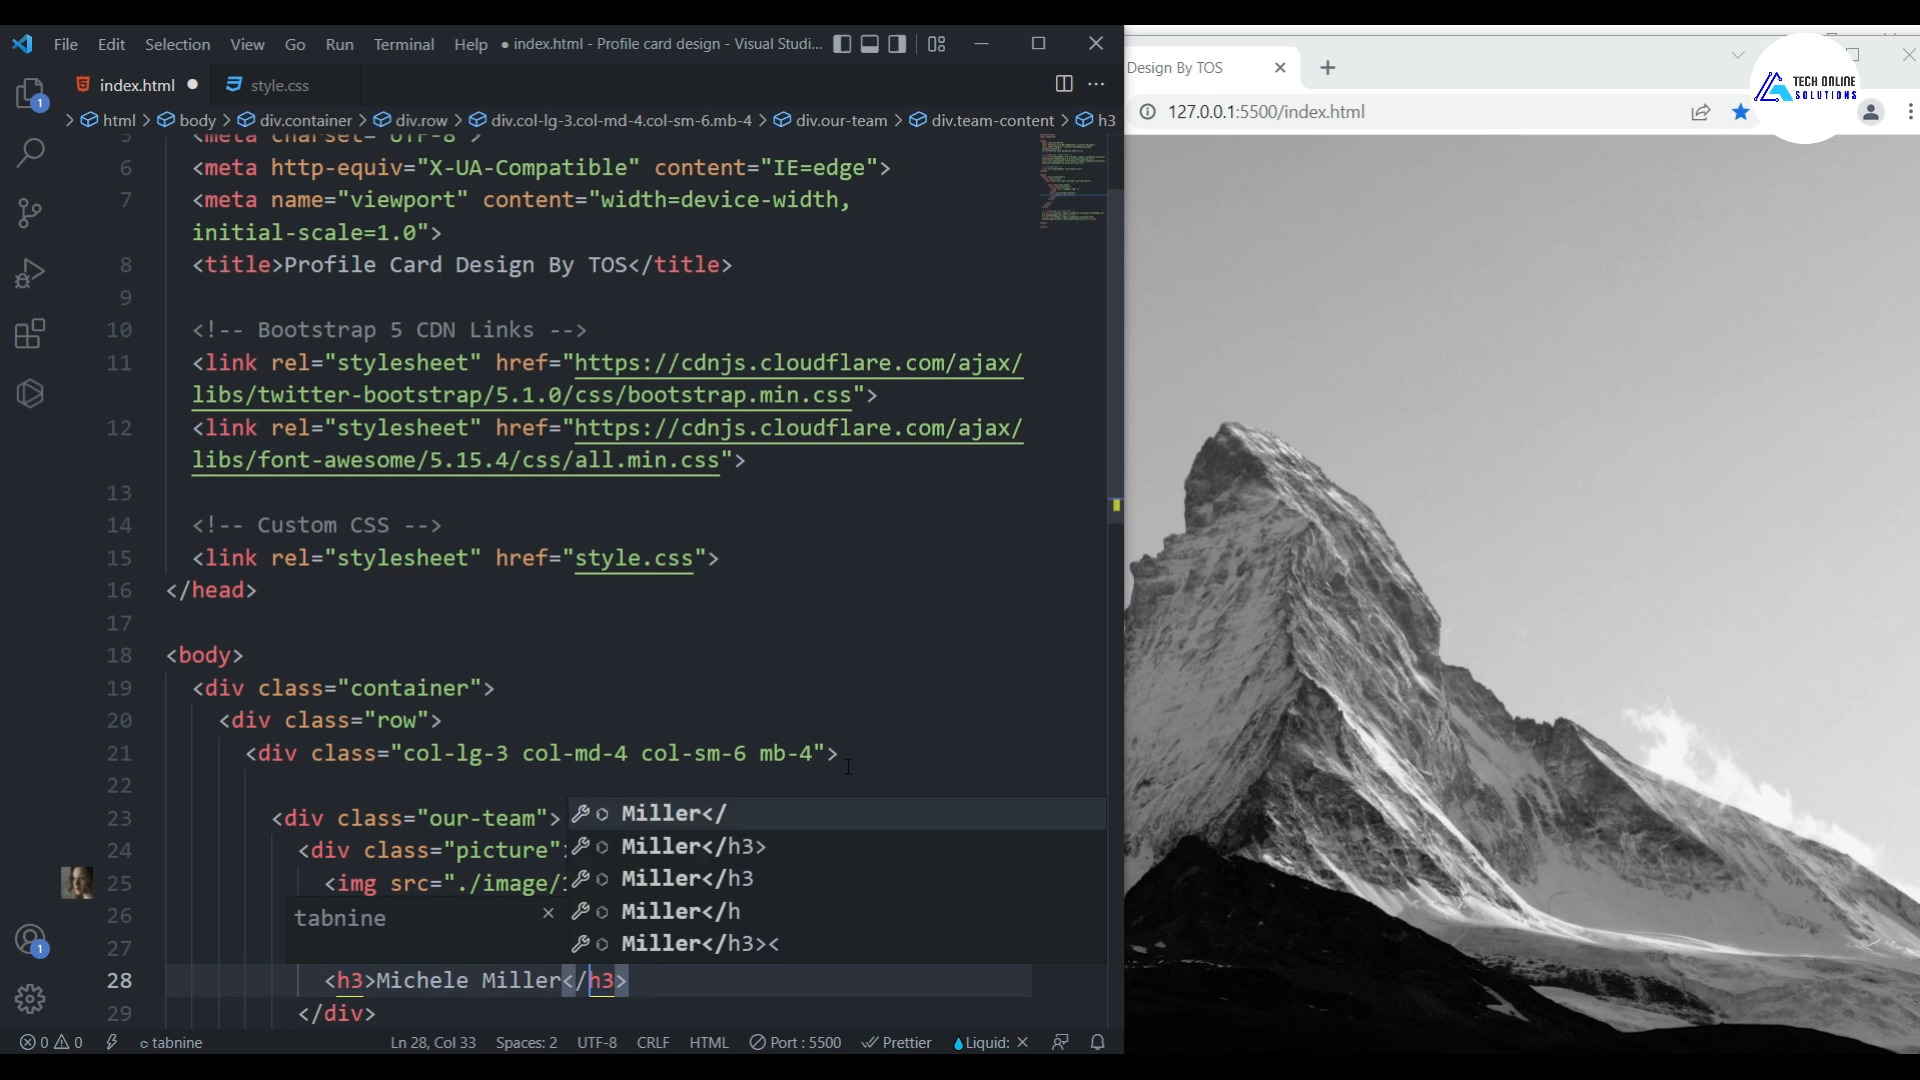 File Edit Selection View Go Run Terminal Help ● index.html - Profile card design - Visual Studi...
index.html ● style.css
> html > body > div.container > div.row > div.col-lg-3.col-md-4.col-sm-6.mb-4 > div.our-team > div.team-content > h3
5 <meta charset="UTF-8">
6 <meta http-equiv="X-UA-Compatible" content="IE=edge">
7 <meta name="viewport" content="width=device-width,
initial-scale=1.0">
8 <title>Profile Card Design By TOS</title>
9
10 <!-- Bootstrap 5 CDN Links -->
11 <link rel="stylesheet" href="https://cdnjs.cloudflare.com/ajax/
libs/twitter-bootstrap/5.1.0/css/bootstrap.min.css">
12 <link rel="stylesheet" href="https://cdnjs.cloudflare.com/ajax/
libs/font-awesome/5.15.4/css/all.min.css">
13
14 <!-- Custom CSS -->
15 <link rel="stylesheet" href="style.css">
16 </head>
17
18 <body>
19 <div class="container">
20 <div class="row">
21 <div class="col-lg-3 col-md-4 col-sm-6 mb-4">
22
23 <div class="our-team">
24 <div class="picture"
25 <img src="./image/
26
27
28 <h3>Michele Miller</h3>
29 </div>
Miller</
Miller</h3>
Miller</h3
Miller</h
Miller</h3><
tabnine ×
1
1
0 0 tabnine Ln 28, Col 33 Spaces: 2 UTF-8 CRLF HTML Port : 5500 Prettier Liquid: ×
Design By TOS × +
127.0.0.1:5500/index.html
TECH ONLINE
SOLUTIONS